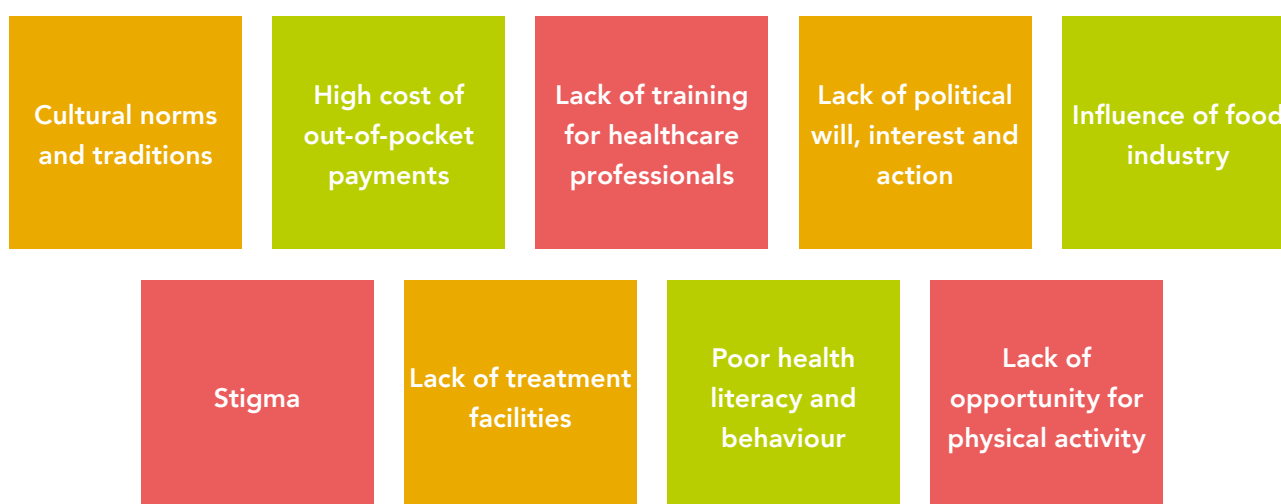 Cultural norms
and traditions
High cost of
out-of-pocket
payments
Lack of training
for healthcare
professionals
Lack of political
will, interest and
action
Influence of food
industry
Stigma
Lack of treatment
facilities
Poor health
literacy and
behaviour
Lack of
opportunity for
physical activity